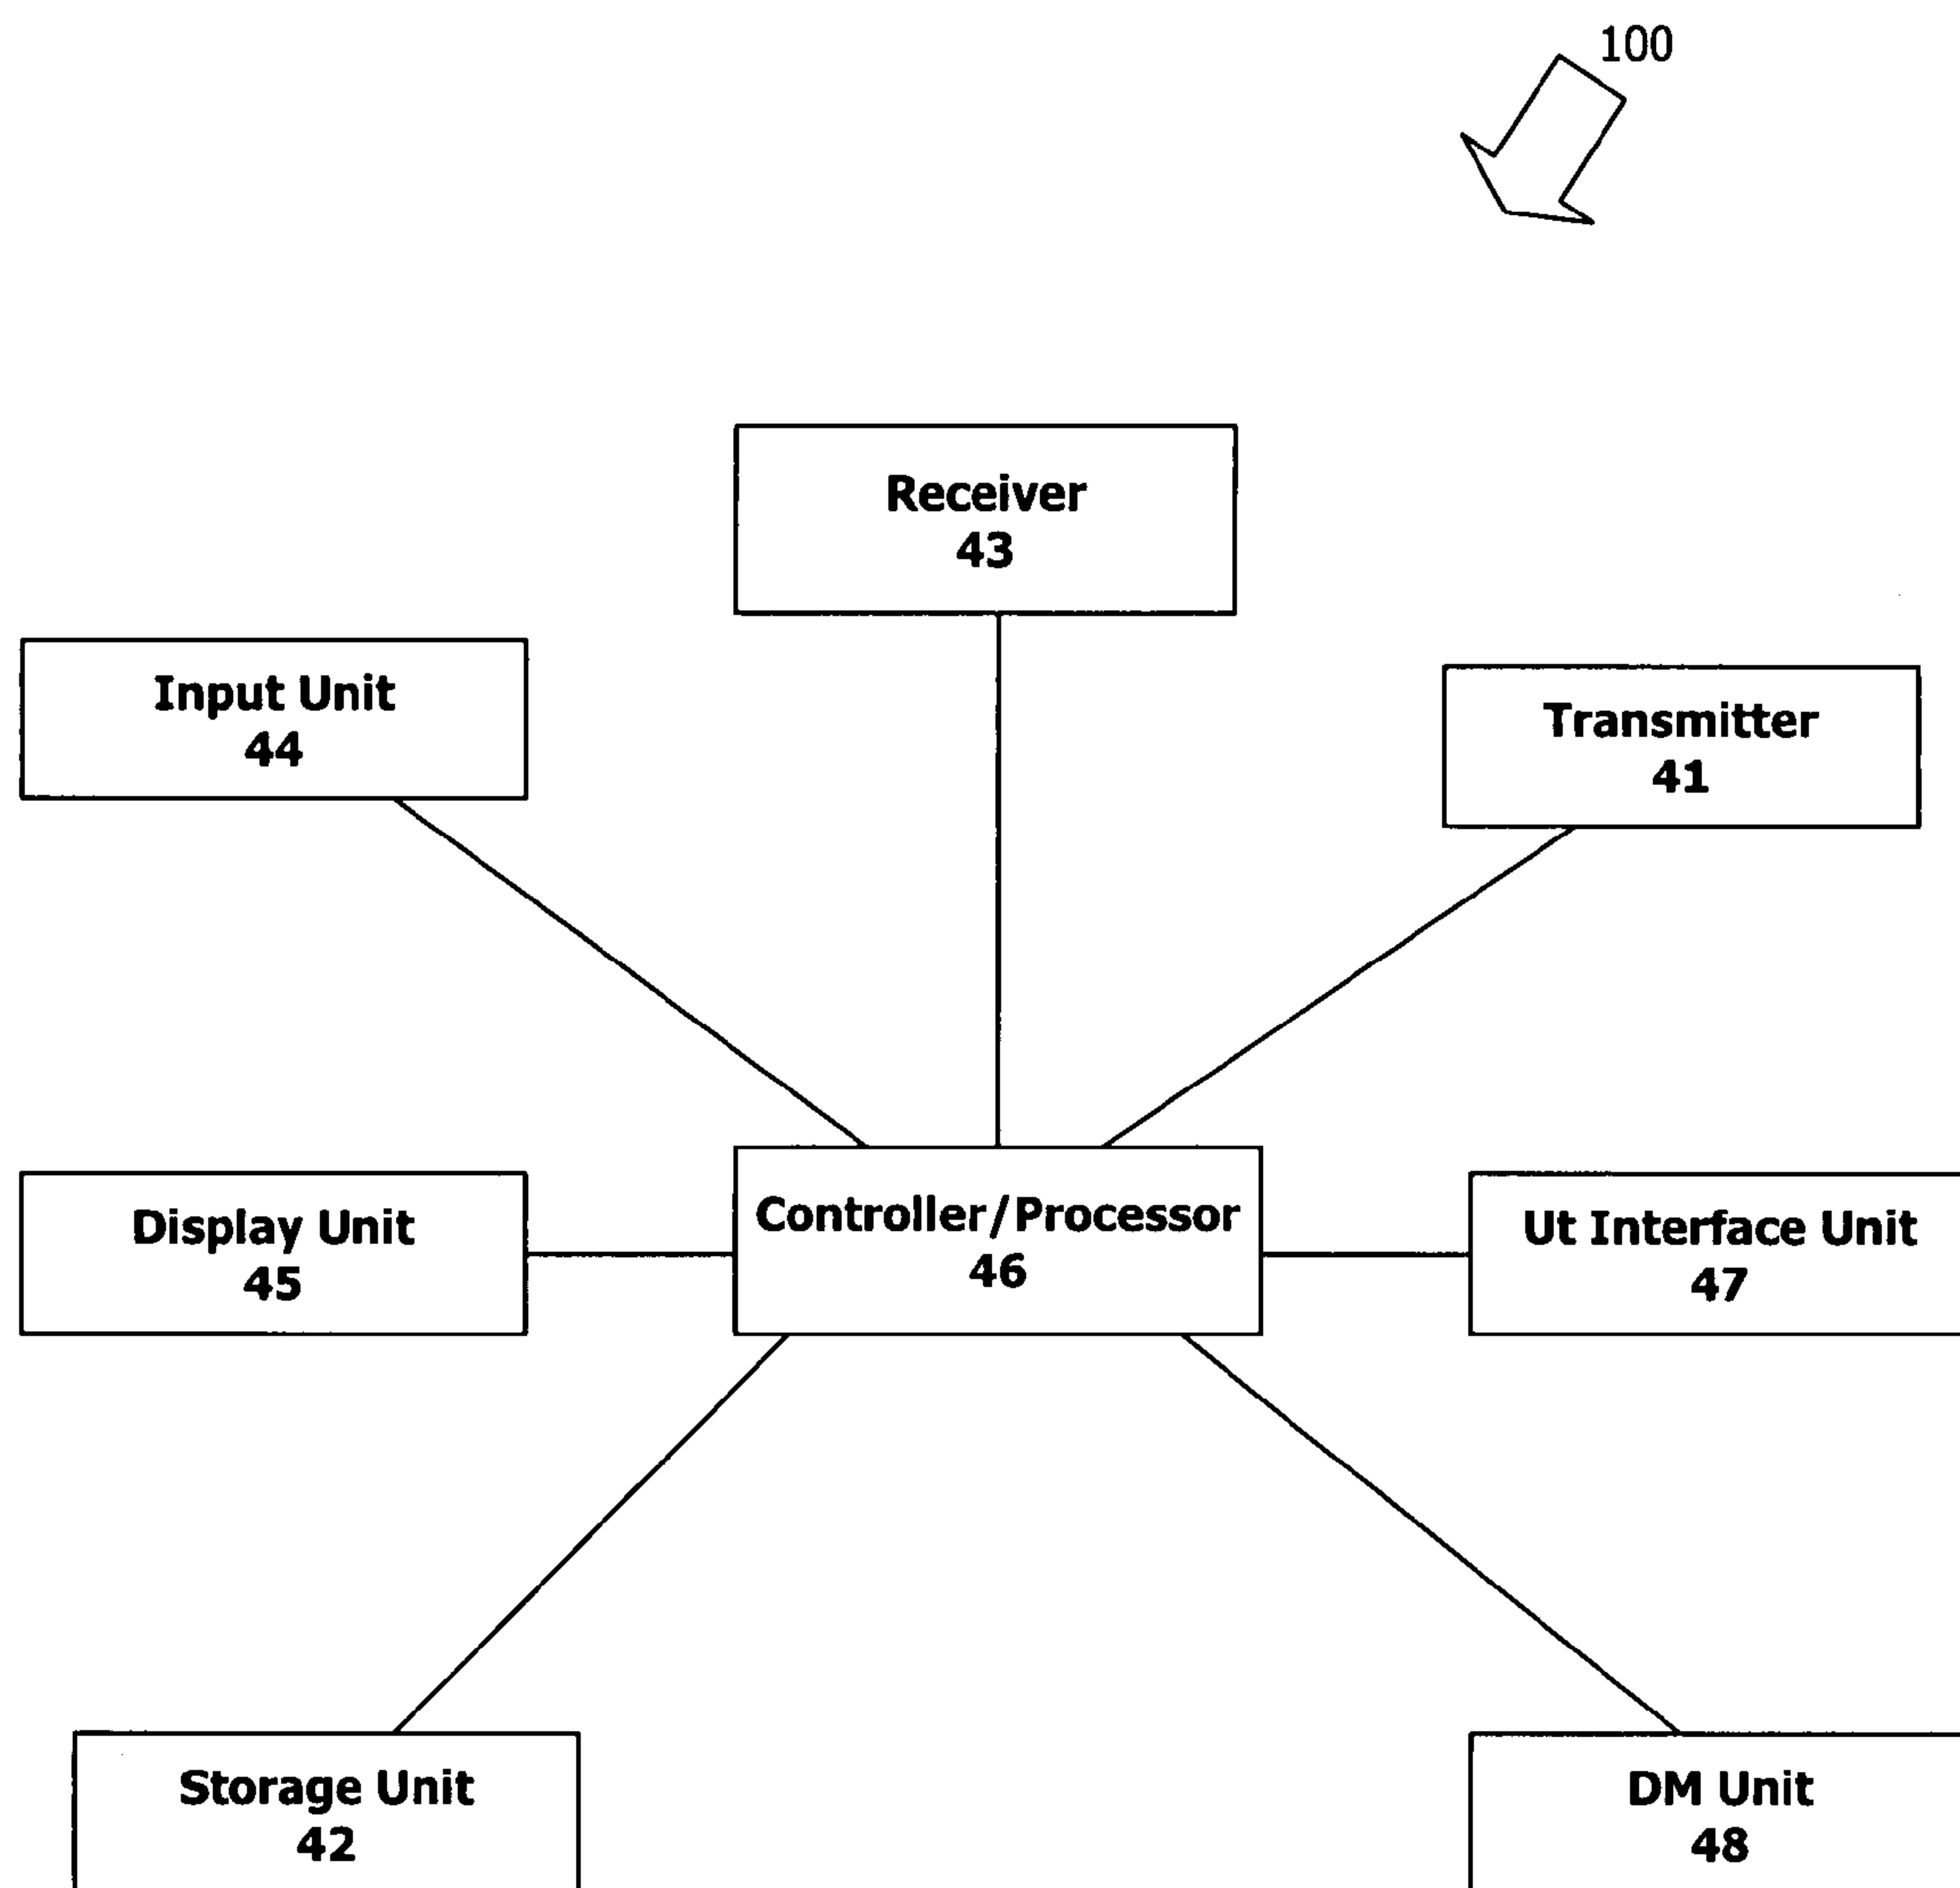 100
Receiver
43
Input Unit
44
Transmitter
41
Display Unit
45
Controller/Processor
46
Ut Interface Unit
47
Storage Unit
42
DM Unit
48